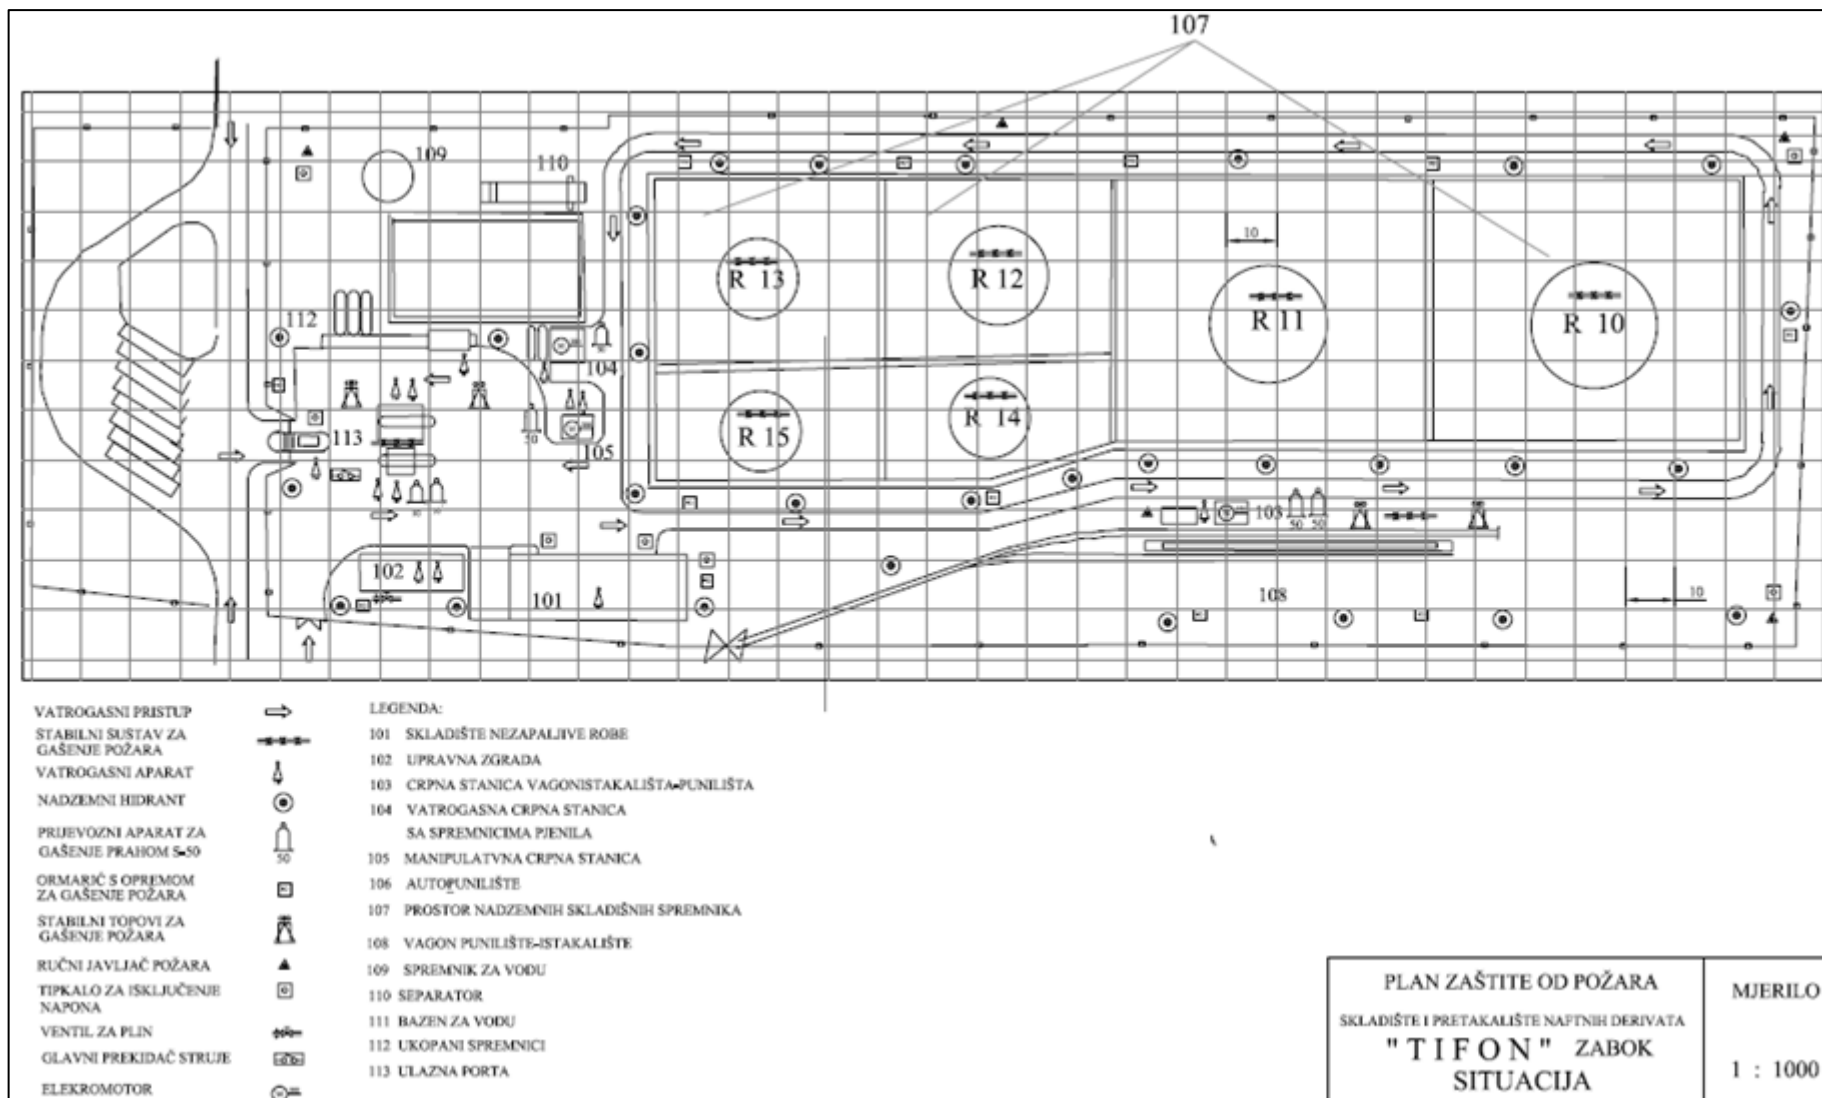 107
109
110
10
R 13
R 12
R 11
R 10
112
50
104
R 15
R 14
50
113
105
103
50
50
102
101
108
10
VATROGASNI PRISTUP
STABILNI SUSTAV ZA
GAŠENJE POŽARA
VATROGASNI APARAT
NADZEMNI HIDRANT
PRIJEVOZNI APARAT ZA
GAŠENJE PRAHOM S-50
50
ORMARIĆ S OPREMOM
ZA GAŠENJE POŽARA
STABILNI TOPOVI ZA
GAŠENJE POŽARA
RUČNI JAVLJAČ POŽARA
TIPKALO ZA ISKLJUČENJE
NAPONA
VENTIL ZA PLIN
GLAVNI PREKIDAČ STRUJE
ELEKROMOTOR
LEGENDA:
101 SKLADIŠTE NEZAPALJIVE ROBE
102 UPRAVNA ZGRADA
103 CRPNA STANICA VAGONISTAKALIŠTA-PUNILIŠTA
104 VATROGASNA CRPNA STANICA
SA SPREMNICIMA PJENILA
105 MANIPULATVNA CRPNA STANICA
106 AUTOPUNILIŠTE
107 PROSTOR NADZEMNIH SKLADIŠNIH SPREMNIKA
108 VAGON PUNILIŠTE-ISTAKALIŠTE
109 SPREMNIK ZA VODU
110 SEPARATOR
111 BAZEN ZA VODU
112 UKOPANI SPREMNICI
113 ULAZNA PORTA
PLAN ZAŠTITE OD POŽARA
SKLADIŠTE I PRETAKALIŠTE NAFTNIH DERIVATA
"TIFON" ZABOK
SITUACIJA
MJERILO
1 : 1000